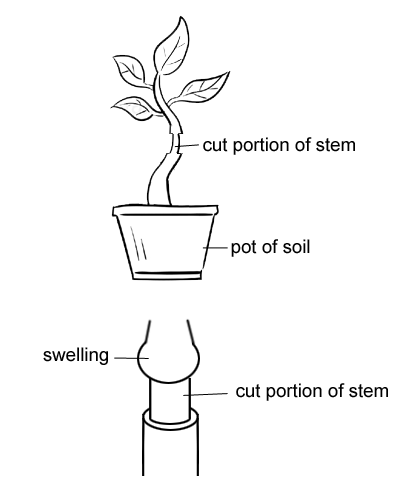 cut portion of stem
pot of soil
swelling
cut portion of stem